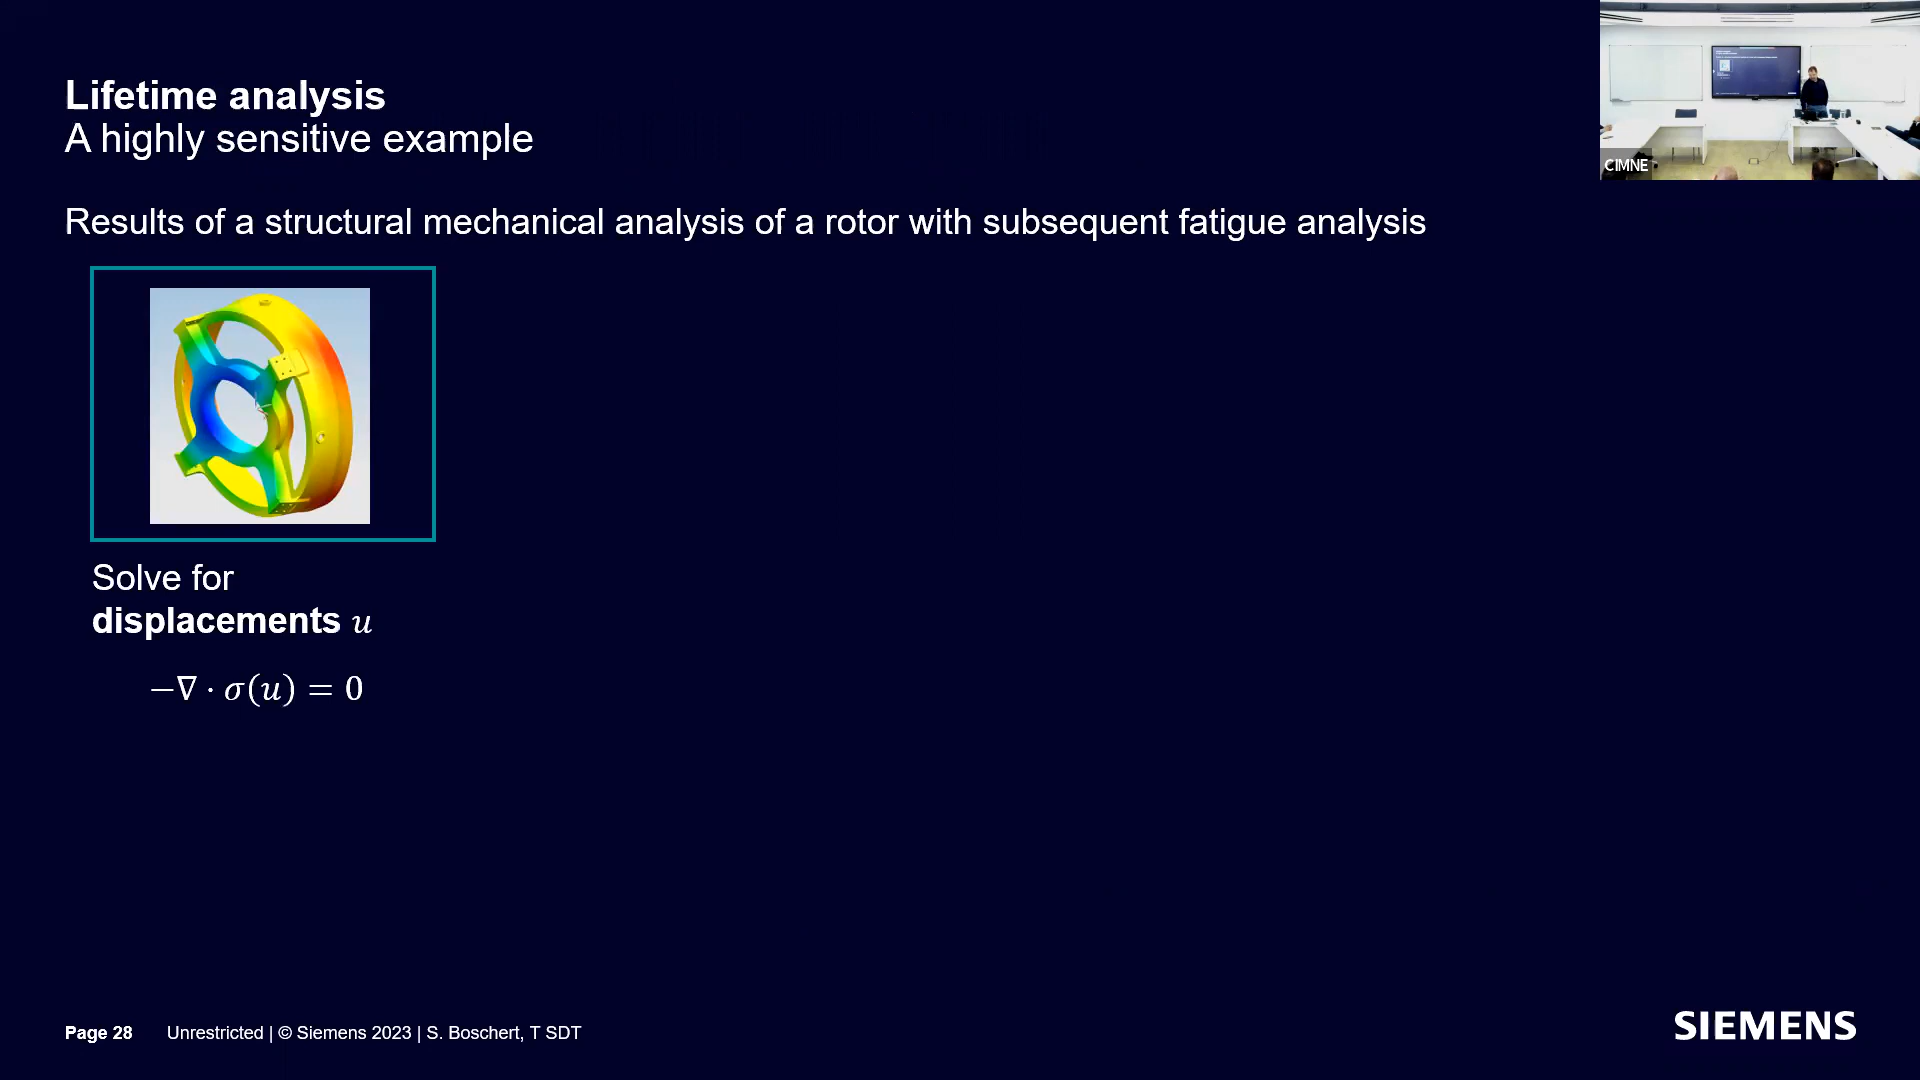 Lifetime analysis
A highly sensitive example
Results of a structural mechanical analysis of a rotor with subsequent fatigue analysis
Solve for
displacements u
−∇ · σ(u) = 0
Page 28 Unrestricted | © Siemens 2023 | S. Boschert, T SDT
SIEMENS
CIMNE